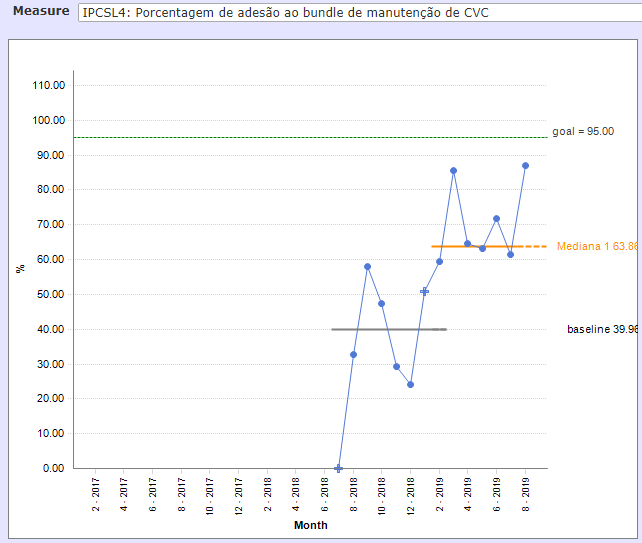 Measure IPCSL4: Porcentagem de adesão ao bundle de manutenção de CVC
110.00
100.00
goal = 95.00
90.00
80.00
70.00
Mediana 1 63.86
60.00
50.00
baseline 39.96
40.00
30.00
20.00
10.00
0.00
%
2 - 2017
4 - 2017
6 - 2017
8 - 2017
10 - 2017
12 - 2017
2 - 2018
4 - 2018
6 - 2018
8 - 2018
10 - 2018
12 - 2018
2 - 2019
4 - 2019
6 - 2019
8 - 2019
Month